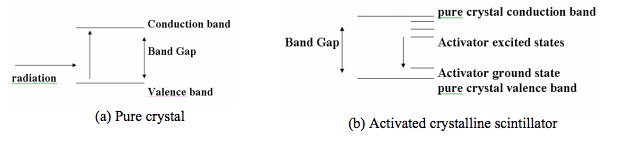 Conduction band
Band Gap
radiation
Valence band
(a) Pure crystal
pure crystal conduction band
Band Gap
Activator excited states
Activator ground state
pure crystal valence band
(b) Activated crystalline scintillator